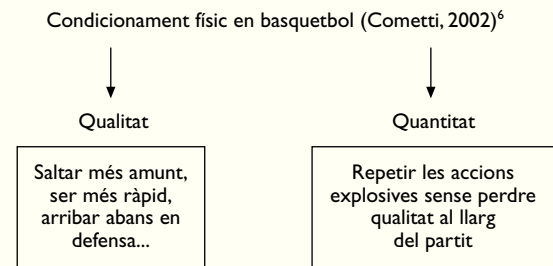 Condicionament físic en basquetbol (Cometti, 2002)⁶
Qualitat
Saltar més amunt,
ser més ràpid,
arribar abans en
defensa...
Quantitat
Repetir les accions
explosives sense perdre
qualitat al llarg
del partit